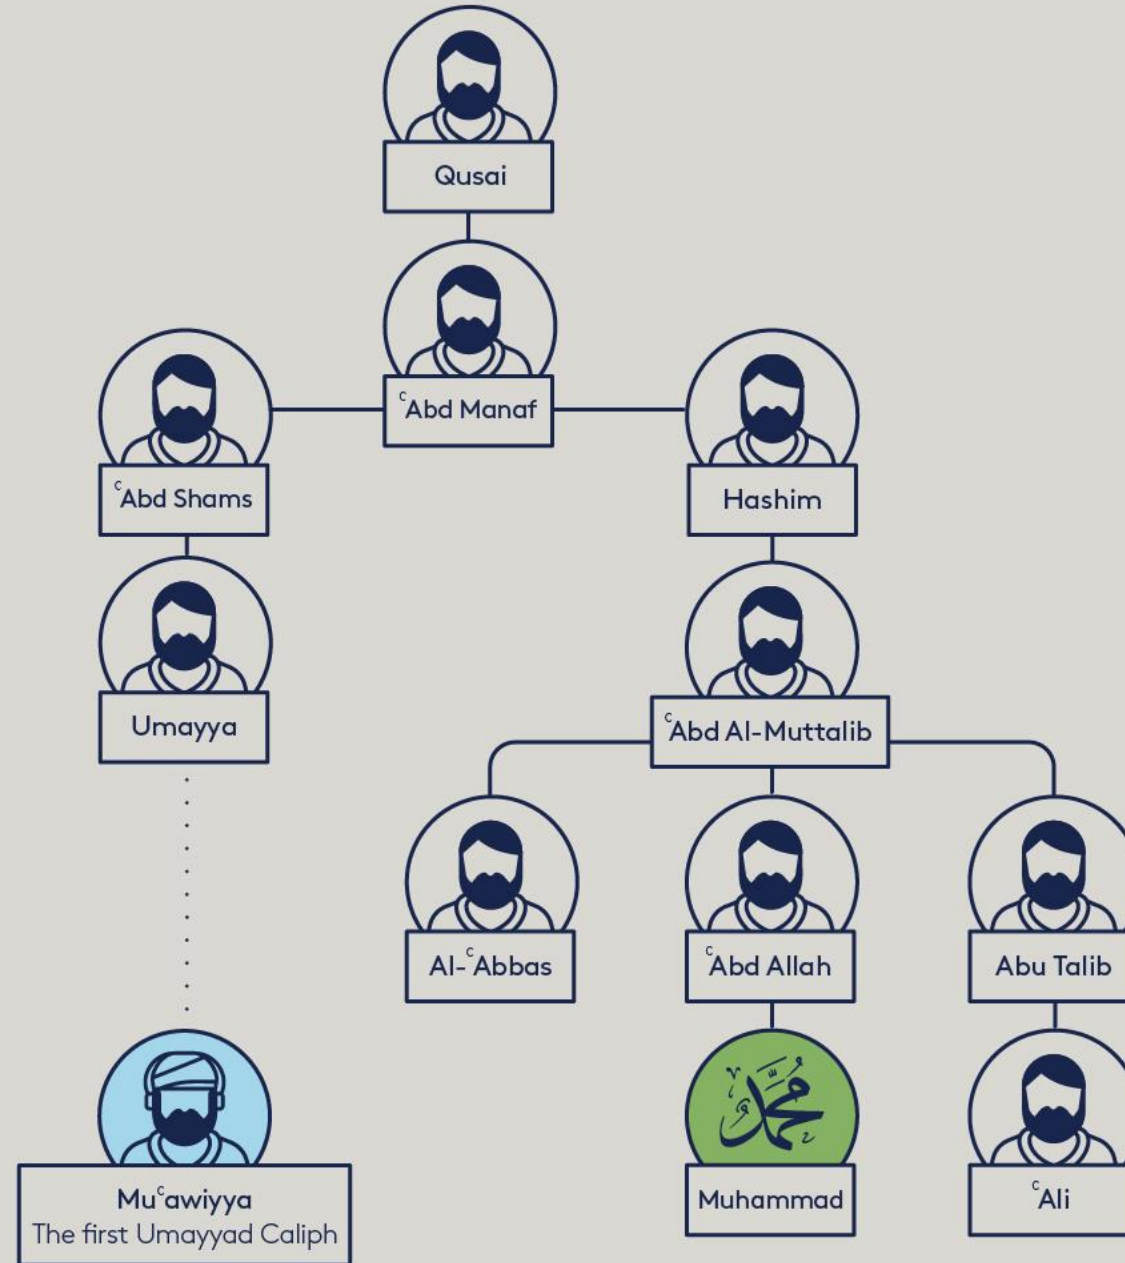 Qusai
ᶜAbd Manaf
ᶜAbd Shams
Hashim
Umayya
ᶜAbd Al-Muttalib
Al-ᶜAbbas
ᶜAbd Allah
Abu Talib
محمد
Muᶜawiyya
The first Umayyad Caliph
Muhammad
ᶜAli